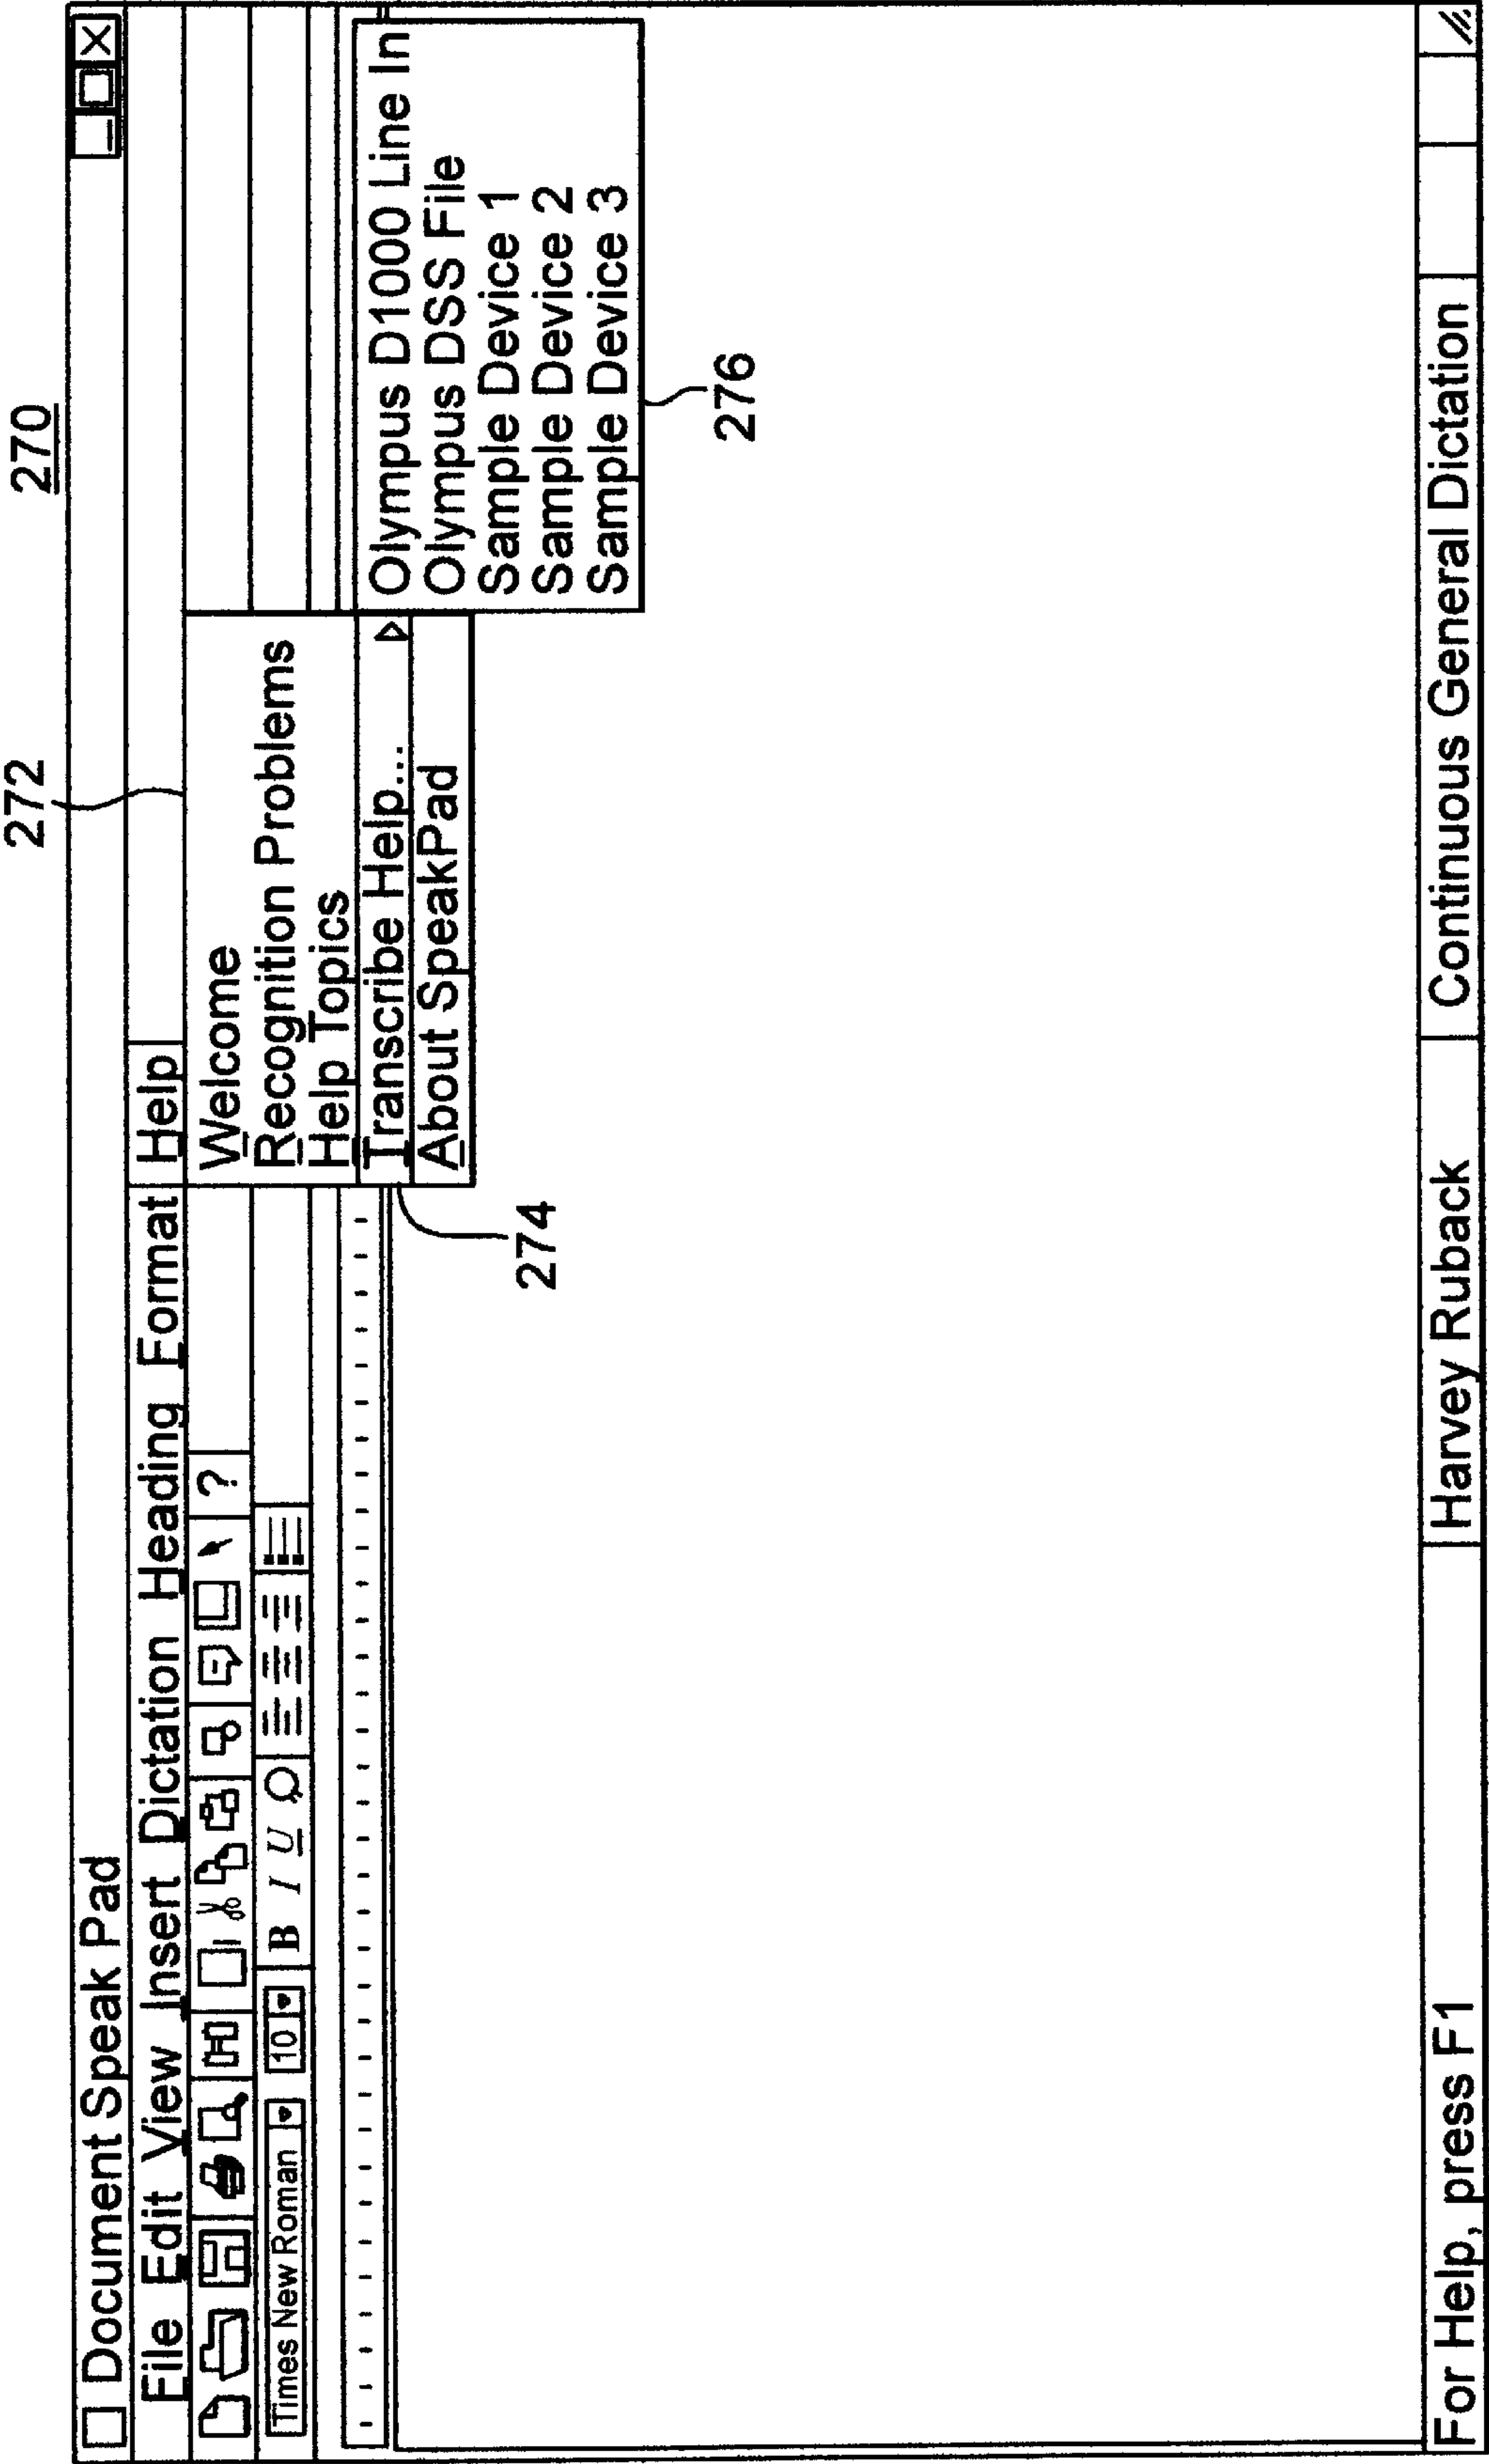 270
272
Document Speak Pad
File Edit View Insert Dictation Heading Format Help
?
Times New Roman 10 B I U
Welcome
Recognition Problems
Help Topics
Transcribe Help...
About SpeakPad
274
Olympus D1000 Line In
Olympus DSS File
Sample Device 1
Sample Device 2
Sample Device 3
276
For Help, press F1 Harvey Ruback Continuous General Dictation